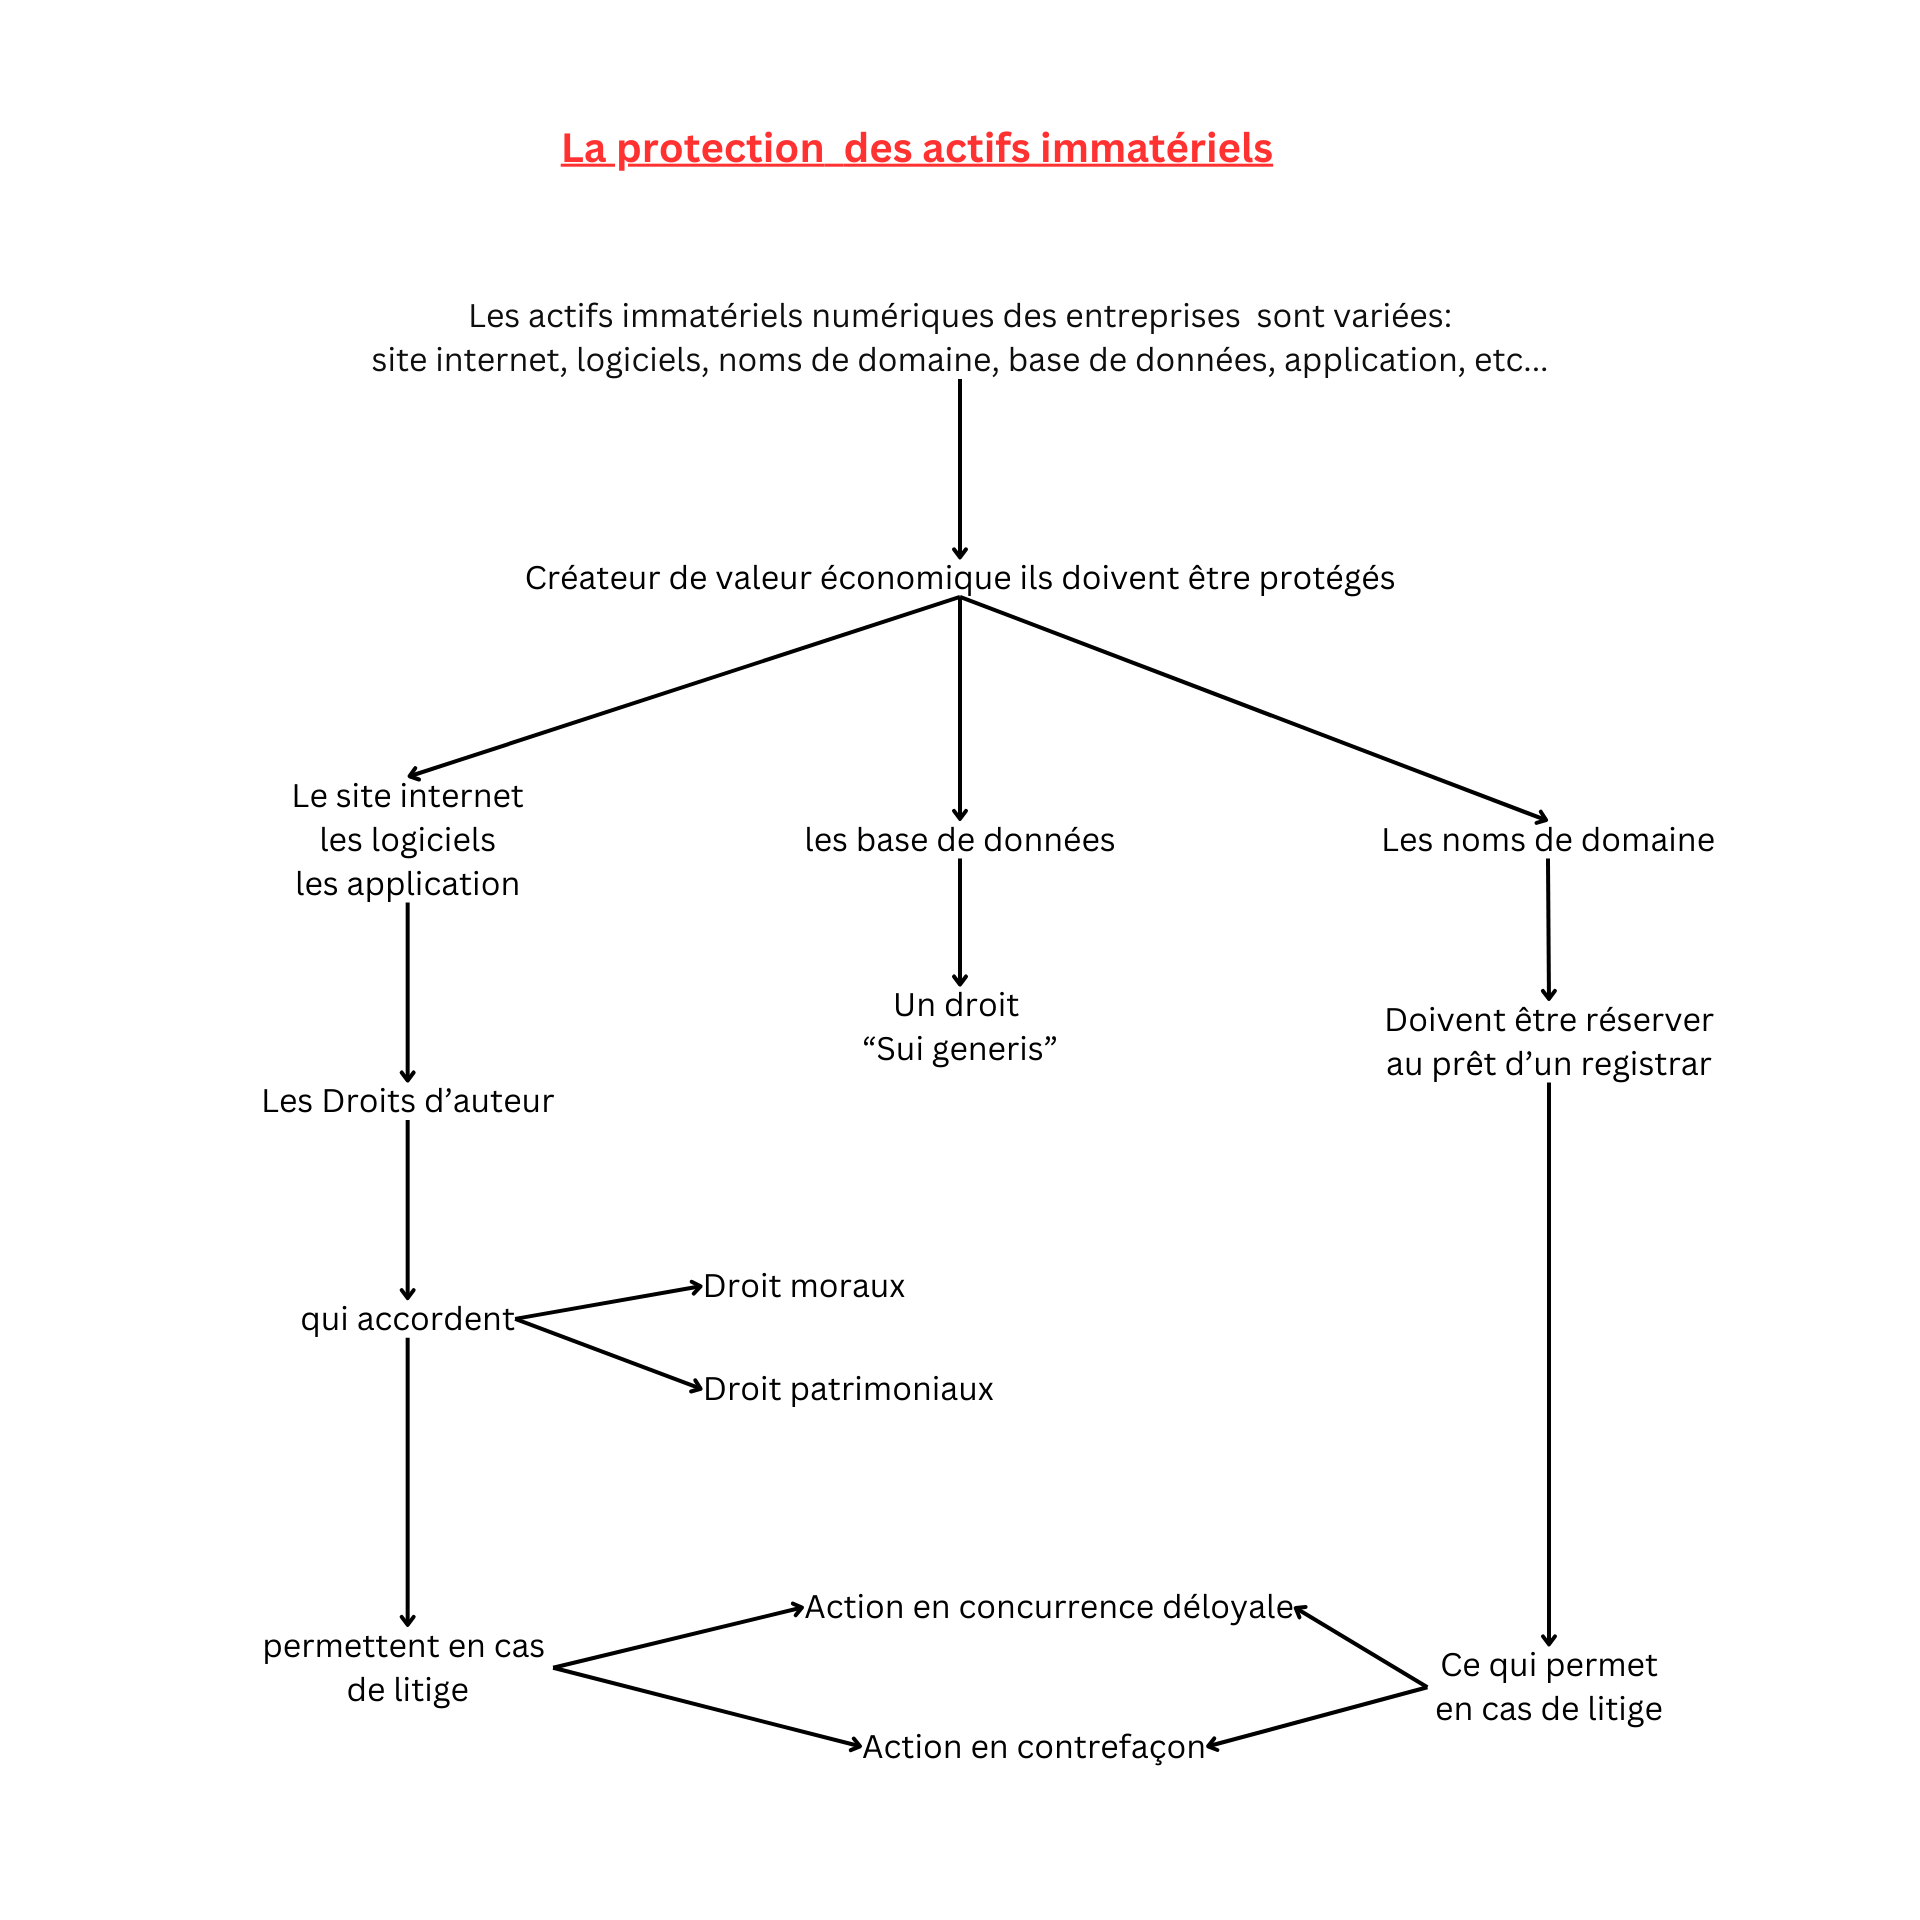 La protection  des actifs immatériels
Les actifs immatériels numériques des entreprises  sont variées:
site internet, logiciels, noms de domaine, base de données, application, etc...
Créateur de valeur économique ils doivent être protégés
Le site internet
les logiciels
les application
les base de données
Les noms de domaine
Un droit
“Sui generis”
Doivent être réserver
au prêt d’un registrar
Les Droits d’auteur
qui accordent
Droit moraux
Droit patrimoniaux
permettent en cas
de litige
Action en concurrence déloyale
Action en contrefaçon
Ce qui permet
en cas de litige